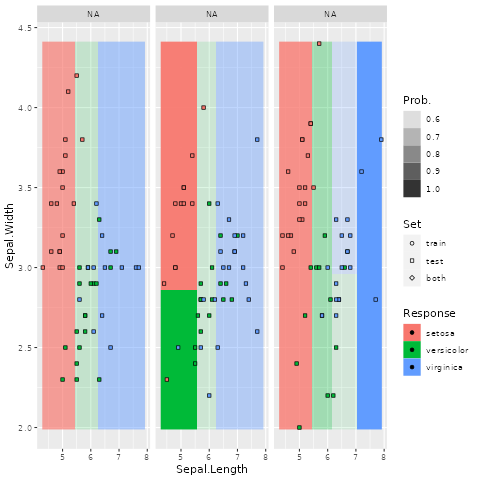 NA NA NA
4.5
4.0
3.5
3.0
2.5
2.0
Sepal.Width
5 6 7 8 5 6 7 8 5 6 7 8
Sepal.Length
Prob.
0.6
0.7
0.8
0.9
1.0
Set
train
test
both
Response
setosa
versicolor
virginica